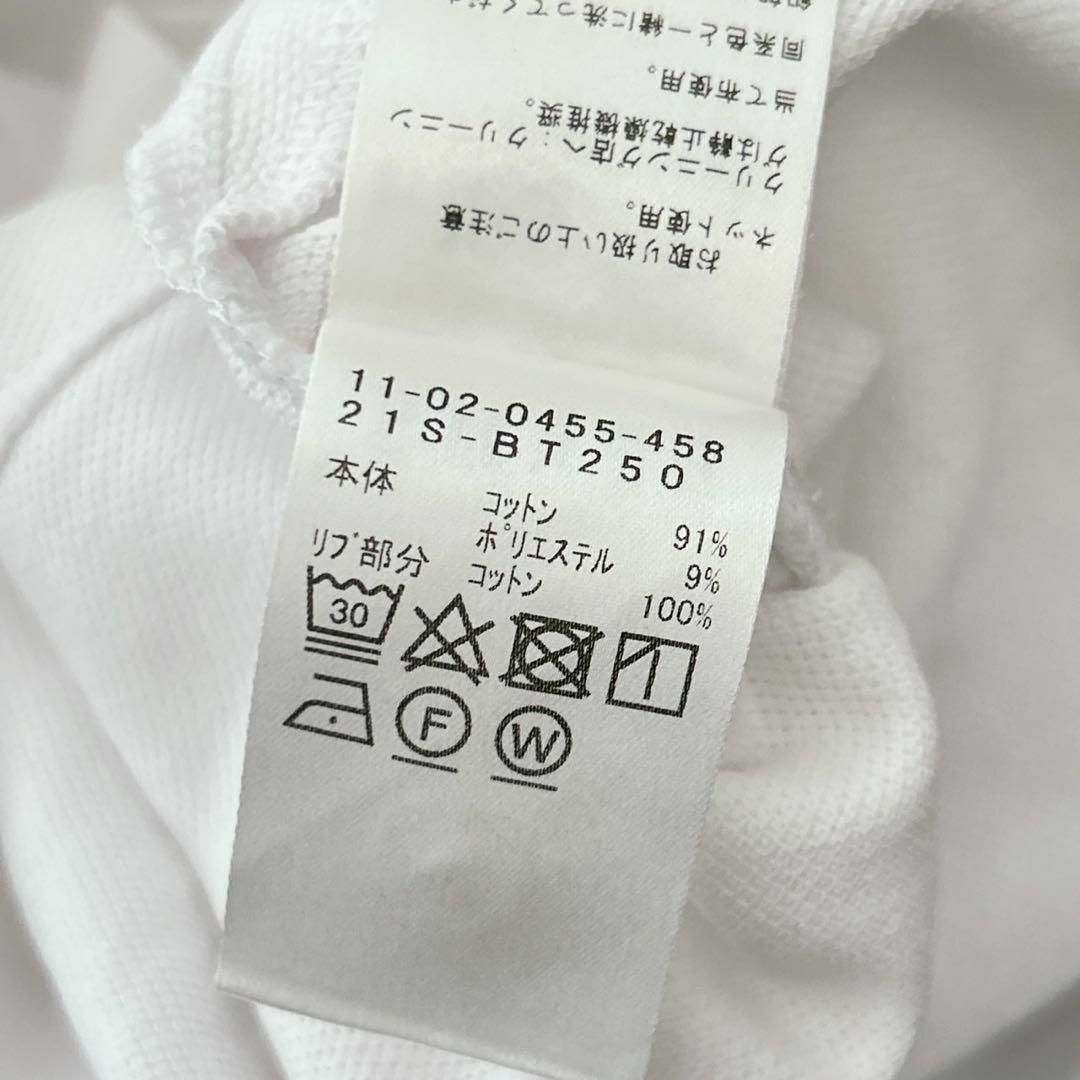 お取り扱い上のご注意
ネット使用。
クリーニング店へ:クリーニン
グは静止乾燥機推奨。
当て布使用。
同系色と一緒に洗ってくだ
11-02-0455-458
21S-BT250
本体 コットン 91%
ポリエステル 9%
リブ部分 コットン 100%
30
F W